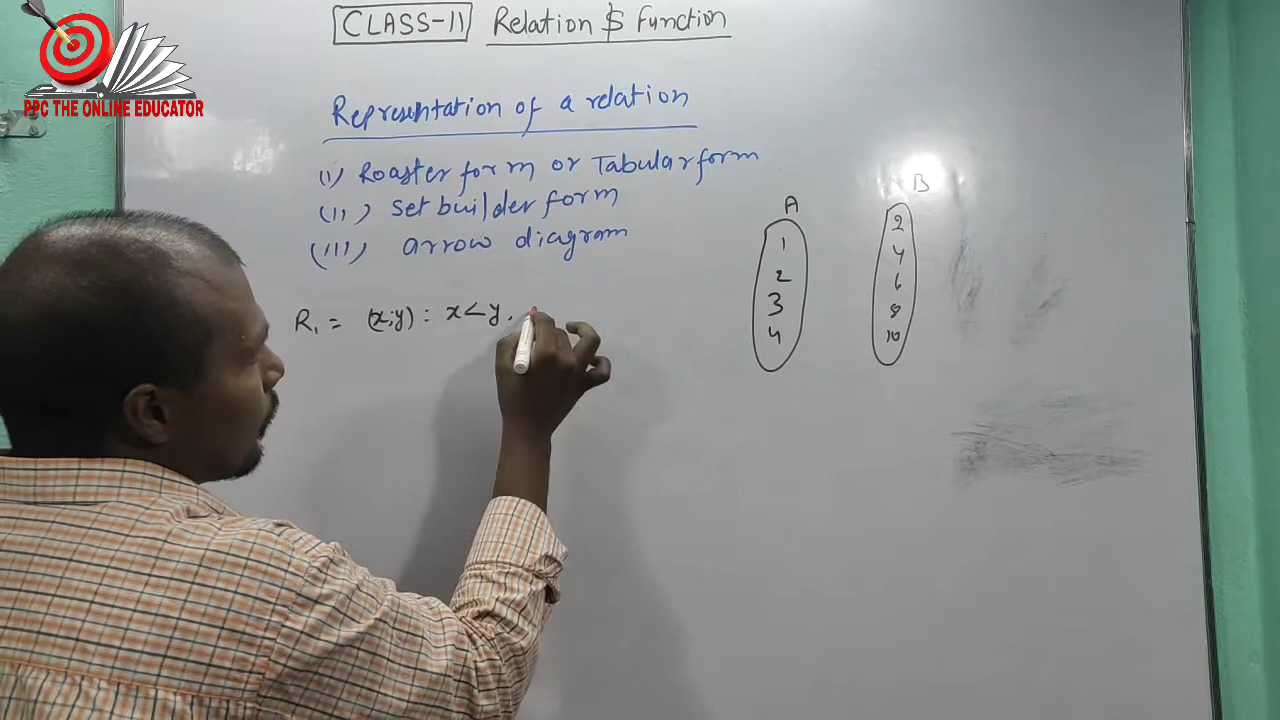 CLASS-11 Relation & Function
PPC THE ONLINE EDUCATOR
Representation of a relation
(i) Roaster form or Tabular form
(ii) set builder form
(iii) arrow diagram
A
1
2
3
4
B
2
4
6
8
10
R₁ = (x,y) : x<y,